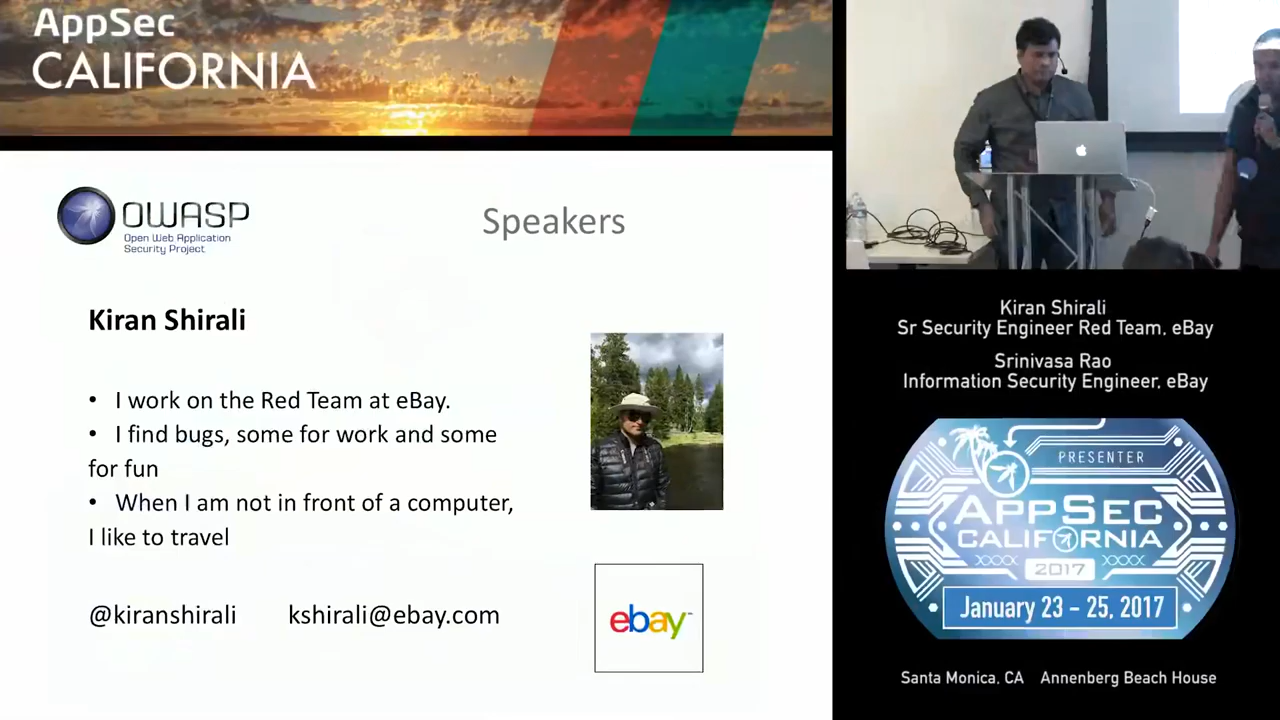 AppSec
CALIFORNIA
OWASP
Open Web Application
Security Project
Speakers
Kiran Shirali
• I work on the Red Team at eBay.
• I find bugs, some for work and some
for fun
• When I am not in front of a computer,
I like to travel
@kiranshirali kshirali@ebay.com
ebay™
Kiran Shirali
Sr Security Engineer Red Team, eBay
Srinivasa Rao
Information Security Engineer, eBay
PRESENTER
APPSEC
CALIFORNIA
2017
January 23 - 25, 2017
Santa Monica, CA Annenberg Beach House